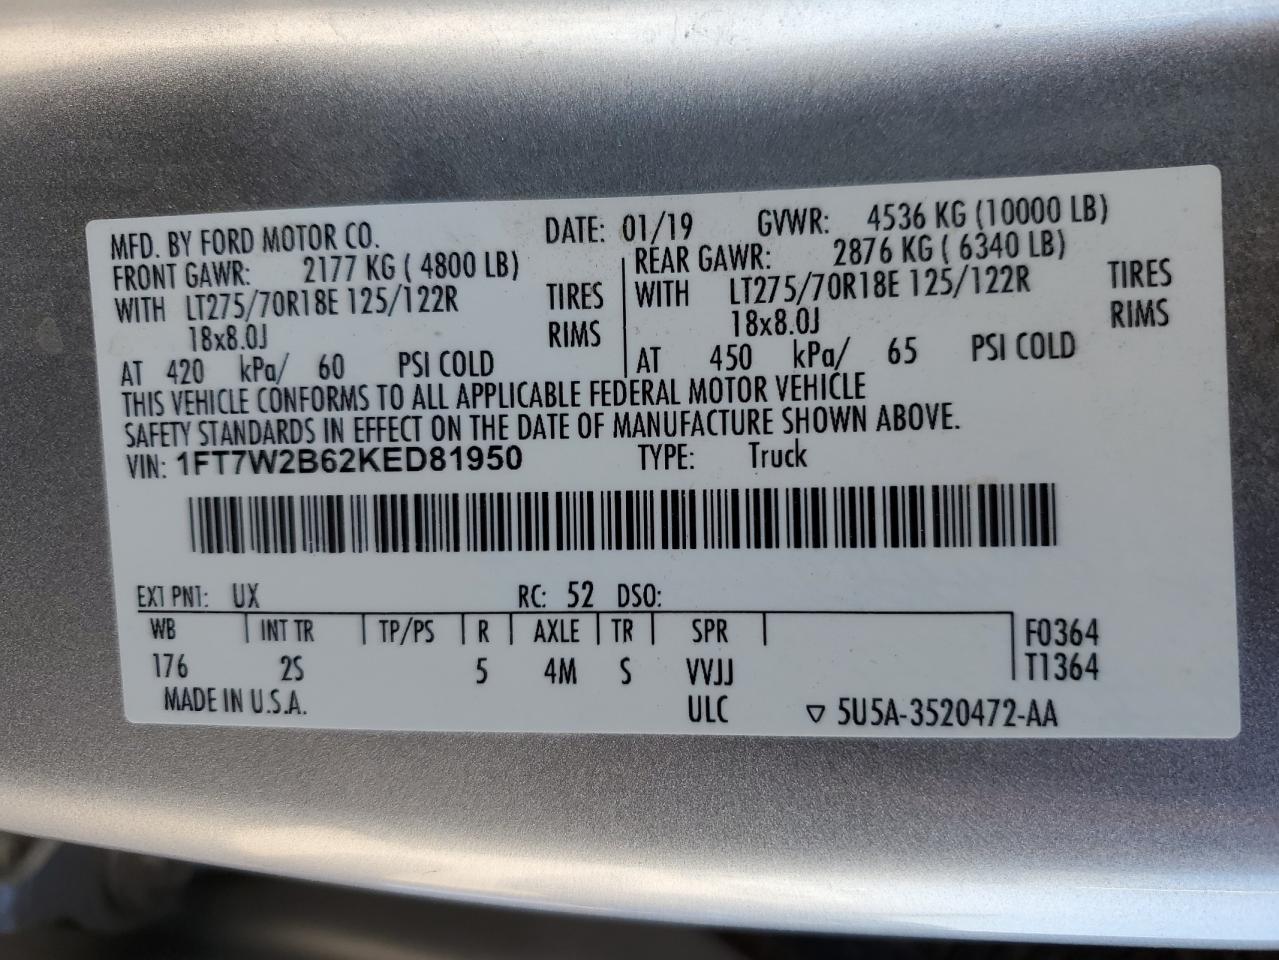 MFD. BY FORD MOTOR CO. DATE: 01/19 GVWR: 4536 KG (10000 LB)
FRONT GAWR: 2177 KG ( 4800 LB) REAR GAWR: 2876 KG ( 6340 LB)
WITH LT275/70R18E 125/122R TIRES WITH LT275/70R18E 125/122R TIRES
18x8.0J RIMS 18x8.0J RIMS
AT 420 kPa/ 60 PSI COLD AT 450 kPa/ 65 PSI COLD
THIS VEHICLE CONFORMS TO ALL APPLICABLE FEDERAL MOTOR VEHICLE
SAFETY STANDARDS IN EFFECT ON THE DATE OF MANUFACTURE SHOWN ABOVE.
VIN: 1FT7W2B62KED81950 TYPE: Truck
EXT PNT: UX RC: 52 DSO:
WB INT TR TP/PS R AXLE TR SPR F0364
176 2S 5 4M S VVJJ T1364
MADE IN U.S.A. ULC ▽ 5U5A-3520472-AA